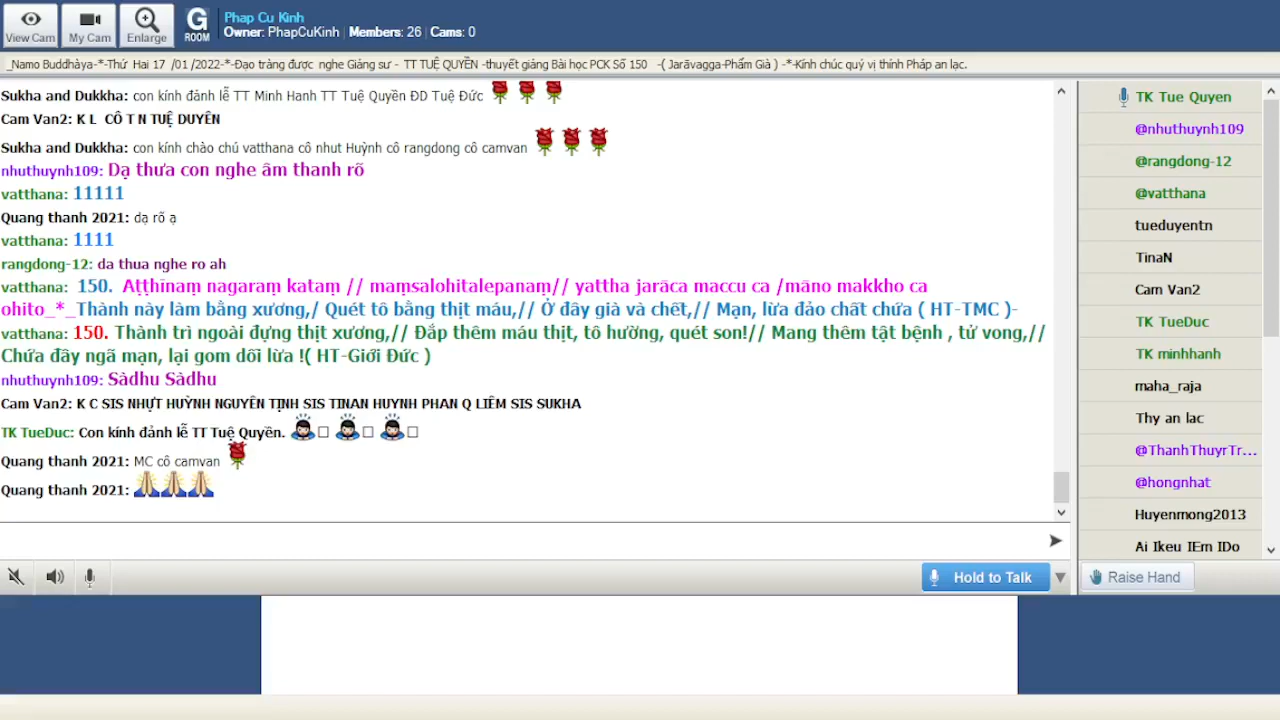 View Cam
My Cam
Enlarge
G
ROOM
Phap Cu Kinh
Owner: PhapCuKinh | Members: 26 | Cams: 0
_Namo Buddhàya-*-Thứ Hai 17 /01 /2022-*-Đạo tràng được nghe Giảng sư - TT TUỆ QUYỀN -thuyết giảng Bài học PCK Số 150 -( Jarāvagga-Phẩm Già ) -*-Kính chúc quý vị thính Pháp an lạc.
Sukha and Dukkha: con kính đảnh lễ TT Minh Hanh TT Tuệ Quyền ĐD Tuệ Đức
Cam Van2: K L CÔ T N TUỆ DUYÊN
Sukha and Dukkha: con kính chào chú vatthana cô nhut Huỳnh cô rangdong cô camvan
nhuthuynh109: Dạ thưa con nghe âm thanh rõ
vatthana: 11111
Quang thanh 2021: dạ rõ ạ
vatthana: 1111
rangdong-12: da thua nghe ro ah
vatthana: 150. Aṭṭhīnaṃ nagaraṃ kataṃ // maṃsalohitalepanaṃ// yattha jarāca maccu ca /māno makkho ca
ohito_*_Thành này làm bằng xương,/ Quét tô bằng thịt máu,// Ở đây già và chết,// Mạn, lừa đảo chất chứa ( HT-TMC )-
vatthana: 150. Thành trì ngoài đựng thịt xương,// Đắp thêm máu thịt, tô hường, quét son!// Mang thêm tật bệnh , tử vong,//
Chứa đầy ngã mạn, lại gom dối lừa !( HT-Giới Đức )
nhuthuynh109: Sàdhu Sàdhu
Cam Van2: K C SIS NHỰT HUỲNH NGUYÊN TỊNH SIS TINAN HUYNH PHAN Q LIÊM SIS SUKHA
TK TueDuc: Con kính đảnh lễ TT Tuệ Quyền.
Quang thanh 2021: MC cô camvan
Quang thanh 2021:
Hold to Talk
TK Tue Quyen
@nhuthuynh109
@rangdong-12
@vatthana
tueduyentn
TinaN
Cam Van2
TK TueDuc
TK minhhanh
maha_raja
Thy an lac
@ThanhThuyrTr...
@hongnhat
Huyenmong2013
Ai Ikeu IEm IDo
Raise Hand